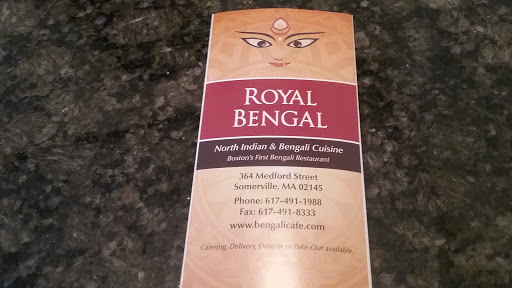 ROYAL
BENGAL
North Indian & Bengali Cuisine
Boston's First Bengali Restaurant
364 Medford Street
Somerville, MA 02145
Phone: 617-491-1988
Fax: 617-491-8333
www.bengalicafe.com
Catering, Delivery, Dine-In or Take-Out available.